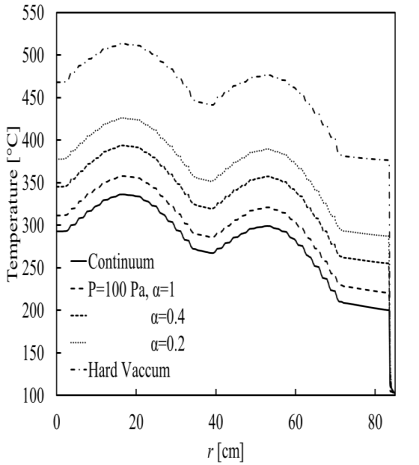 550
500
450
400
350
300
250
200
150
100
Temperature [°C]
Continuum
P=100 Pa, α=1
α=0.4
α=0.2
Hard Vaccum
0
20
40
60
80
r [cm]